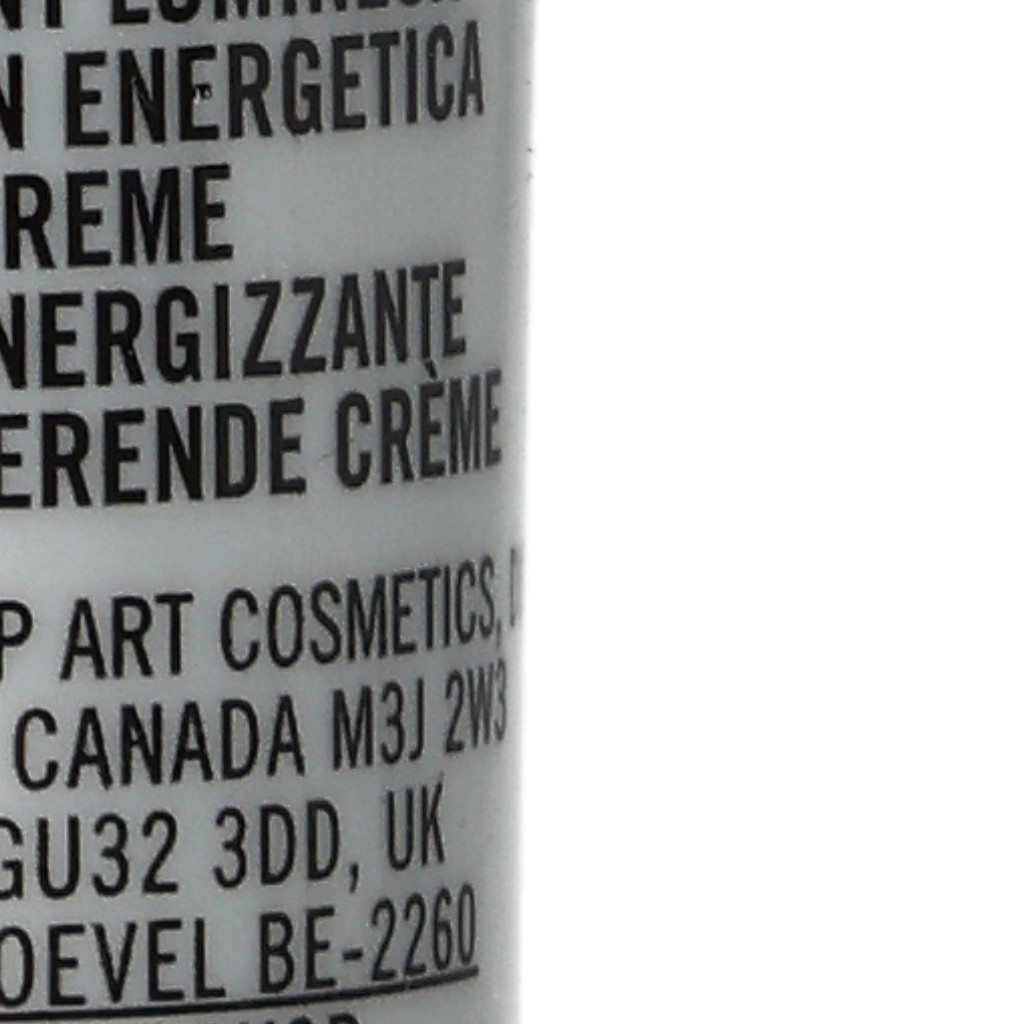 N ENERGETICA
REME
NERGIZZANTE
ERENDE CRÈME
P ART COSMETICS,
CANADA M3J 2W3
GU32 3DD, UK
OEVEL BE-2260